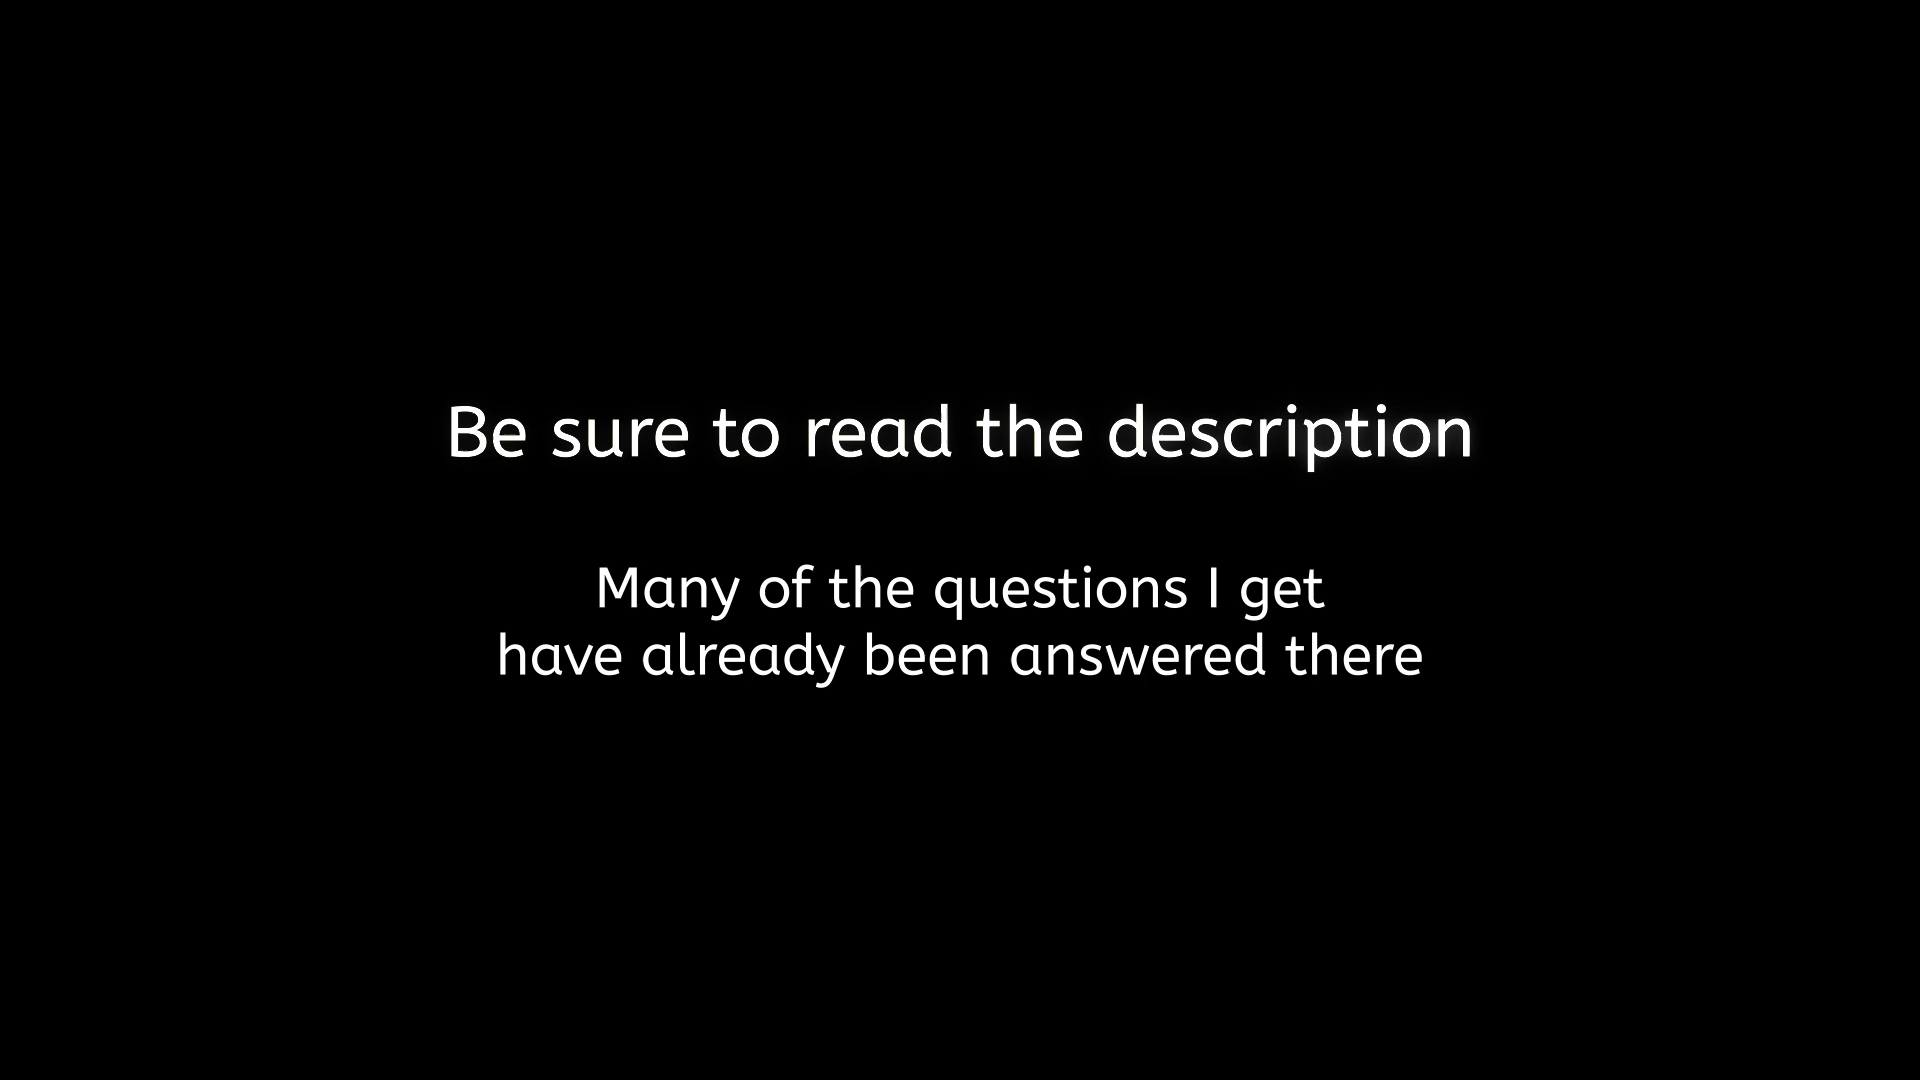 Be sure to read the description
Many of the questions I get
have already been answered there